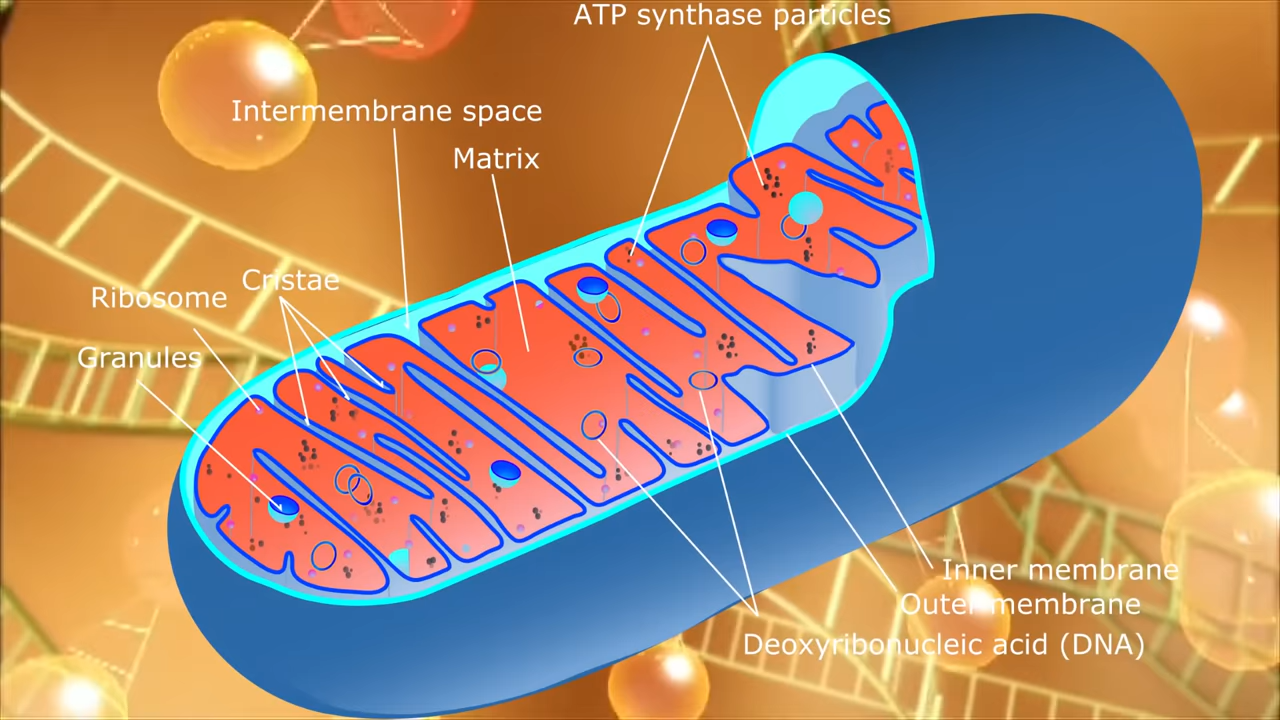 ATP synthase particles
Intermembrane space
Matrix
Cristae
Ribosome
Granules
Inner membrane
Outer membrane
Deoxyribonucleic acid (DNA)